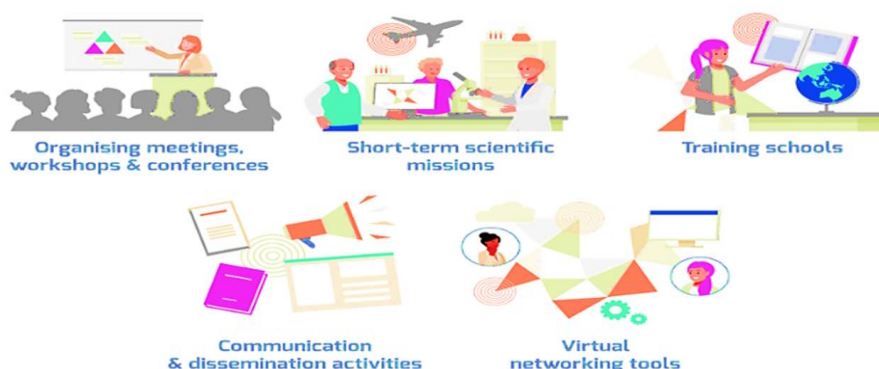 Organising meetings,
workshops & conferences
Short-term scientific
missions
Training schools
Communication
& dissemination activities
Virtual
networking tools